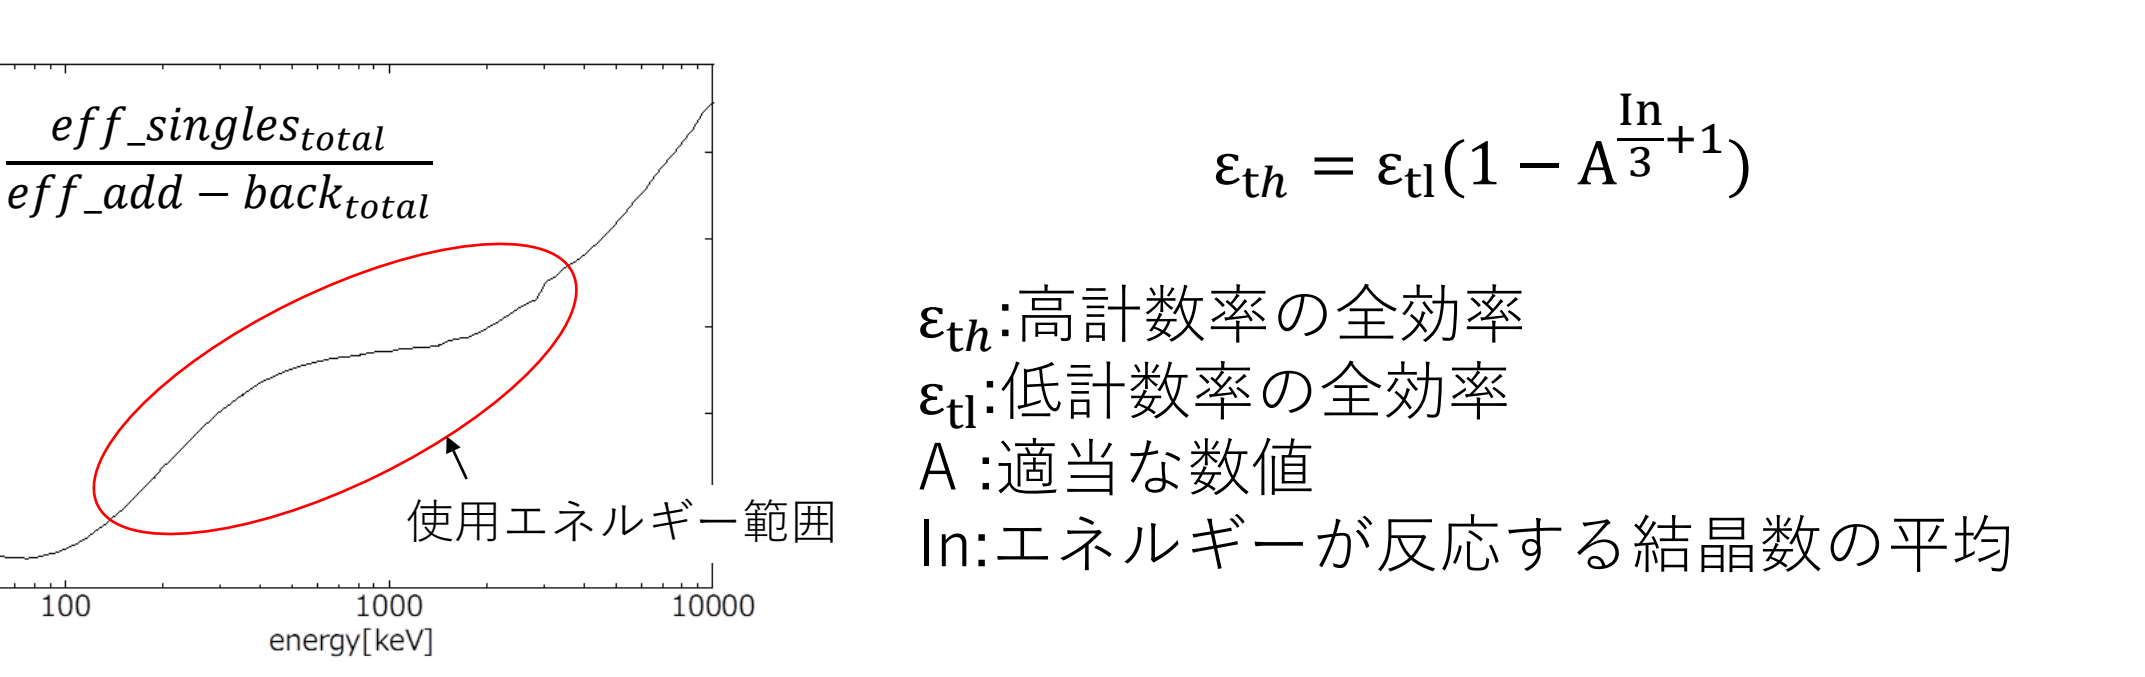 eff_singles_total
eff_add − back_total
使用エネルギー範囲
100 1000 10000
energy[keV]
ε_th = ε_tl(1 − A^(In/3 +1))
ε_th:高計数率の全効率
ε_tl:低計数率の全効率
A :適当な数値
In:エネルギーが反応する結晶数の平均